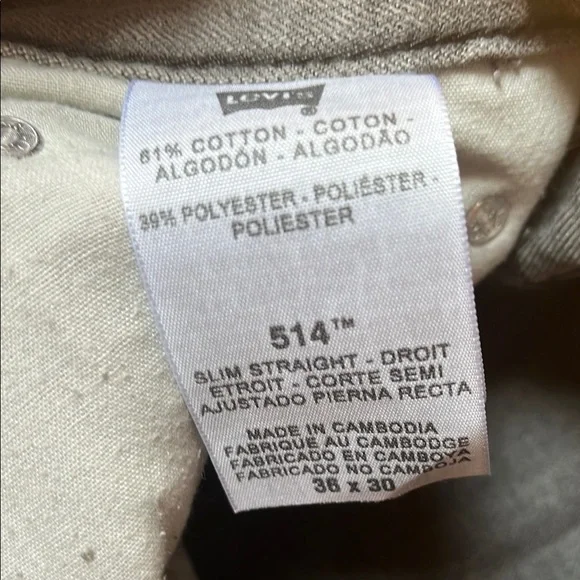 LEVI'S
®
61% COTTON - COTON -
ALGODÓN - ALGODÃO
39% POLYESTER - POLIÉSTER -
POLIESTER
514™
SLIM STRAIGHT - DROIT
ETROIT - CORTE SEMI
AJUSTADO PIERNA RECTA
MADE IN CAMBODIA
FABRIQUE AU CAMBODGE
FABRICADO EN CAMBOYA
FABRICADO NO CAMBOJA
36 x 30